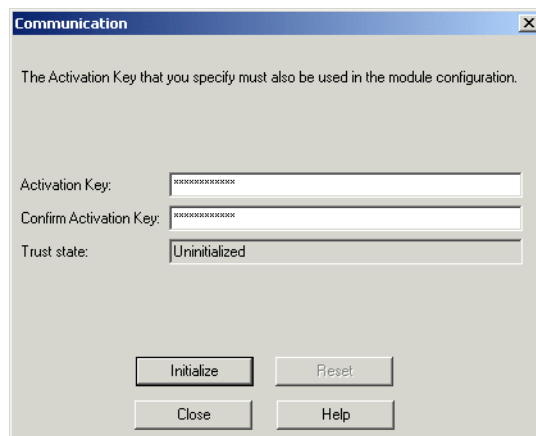 Communication
The Activation Key that you specify must also be used in the module configuration.
Activation Key: ************
Confirm Activation Key: ************
Trust state: Uninitialized
Initialize Reset
Close Help